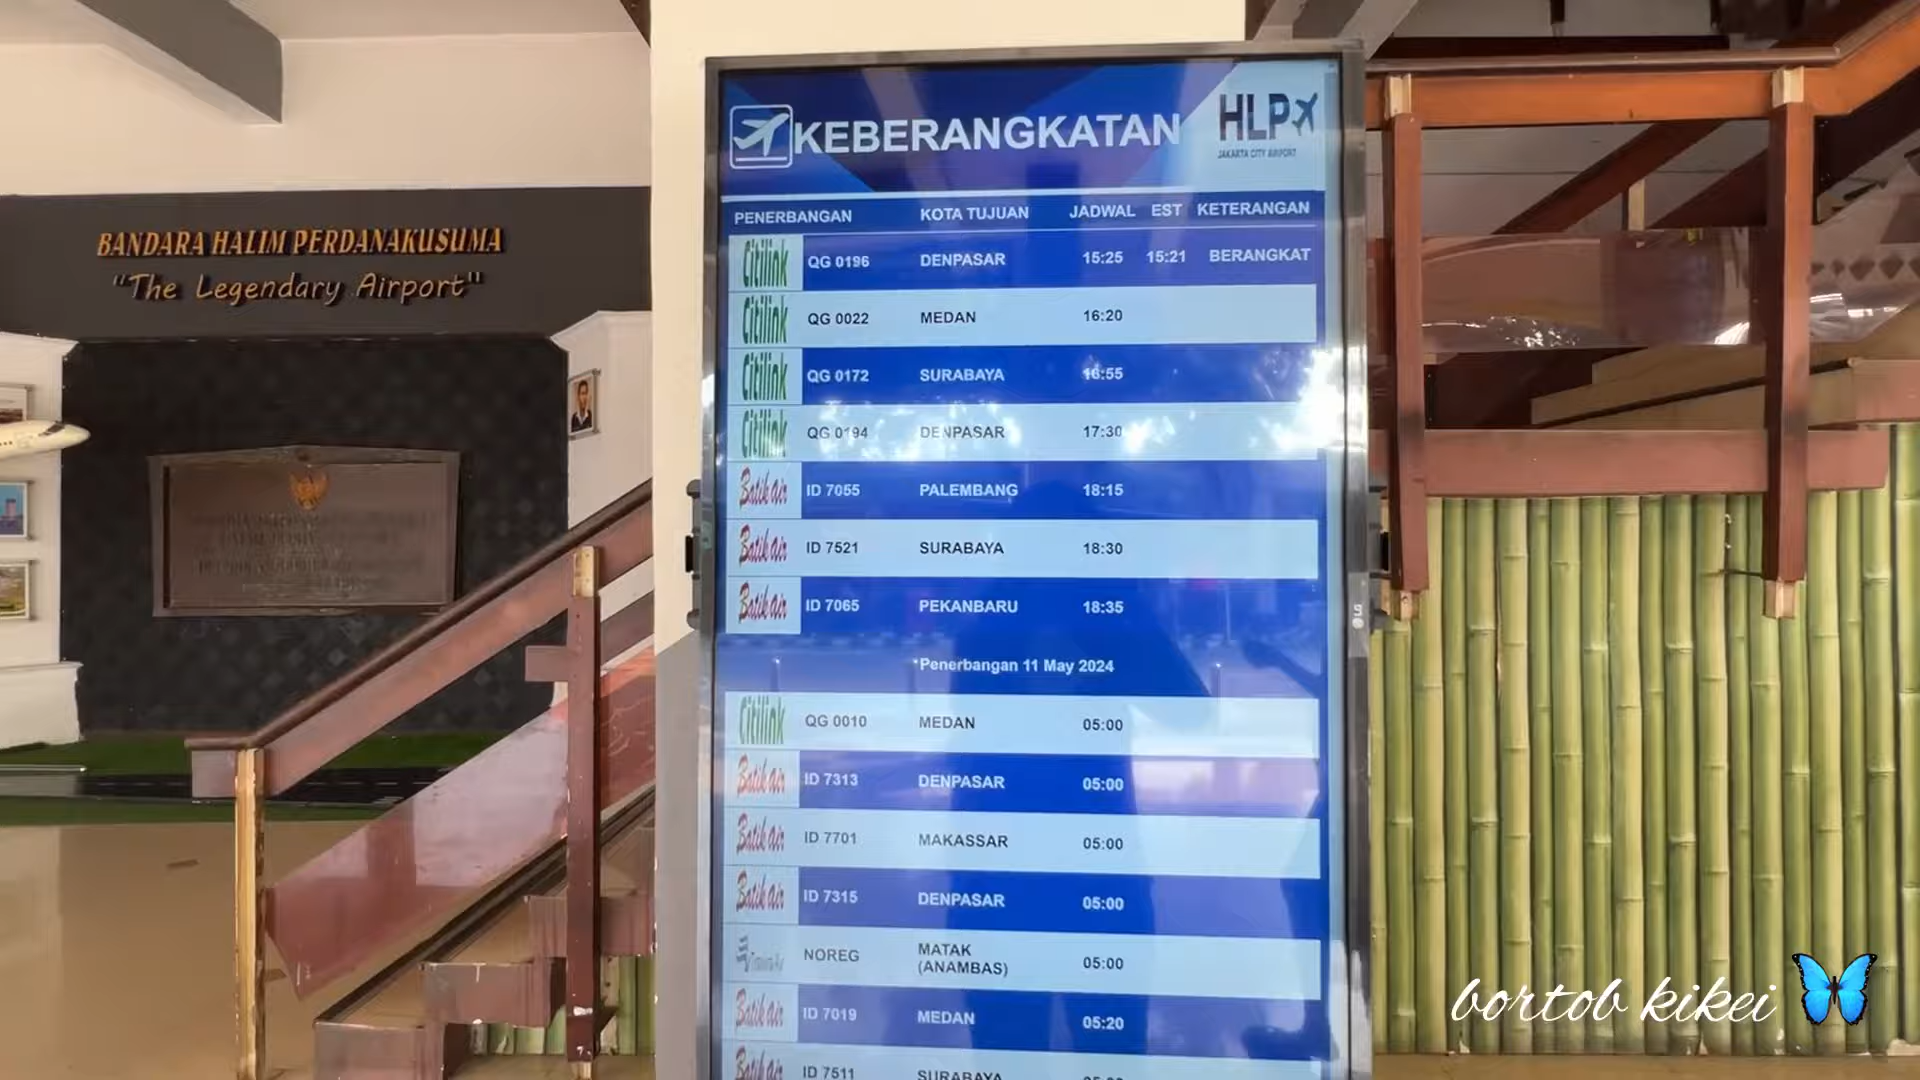 BANDARA HALIM PERDANAKUSUMA
"The Legendary Airport"
KEBERANGKATAN
HLP
JAKARTA CITY AIRPORT
PENERBANGAN KOTA TUJUAN JADWAL EST KETERANGAN
Citilink QG 0196 DENPASAR 15:25 15:21 BERANGKAT
Citilink QG 0022 MEDAN 16:20
Citilink QG 0172 SURABAYA 16:55
Citilink QG 0194 DENPASAR 17:30
Batik air ID 7055 PALEMBANG 18:15
Batik air ID 7521 SURABAYA 18:30
Batik air ID 7065 PEKANBARU 18:35
*Penerbangan 11 May 2024
Citilink QG 0010 MEDAN 05:00
Batik air ID 7313 DENPASAR 05:00
Batik air ID 7701 MAKASSAR 05:00
Batik air ID 7315 DENPASAR 05:00
NOREG MATAK (ANAMBAS) 05:00
Batik air ID 7019 MEDAN 05:20
Batik air ID 7511 SURABAYA
bortob kikei